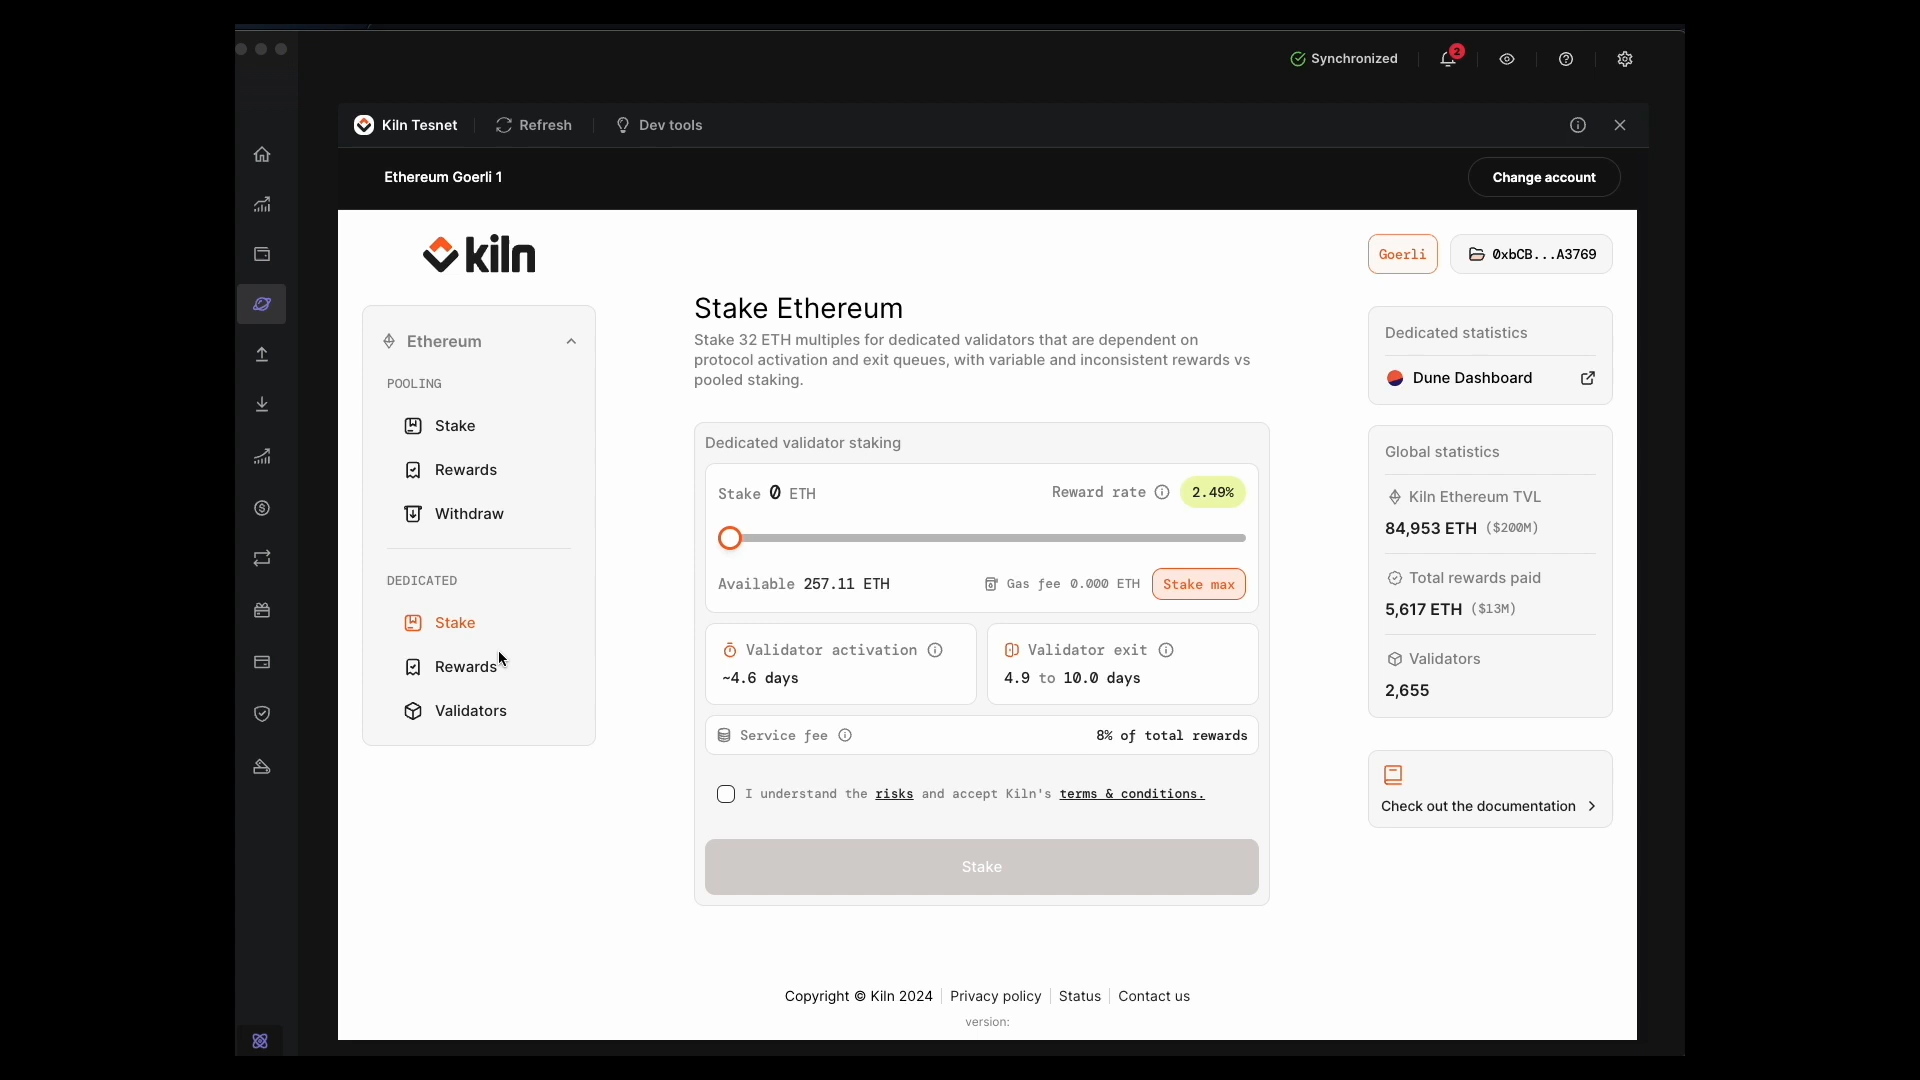 Synchronized
2
Kiln Tesnet
Refresh
Dev tools
Ethereum Goerli 1
Change account
kiln
Goerli
0xbCB...A3769
Ethereum
POOLING
Stake
Rewards
Withdraw
DEDICATED
Stake
Rewards
Validators
Stake Ethereum
Stake 32 ETH multiples for dedicated validators that are dependent on
protocol activation and exit queues, with variable and inconsistent rewards vs
pooled staking.
Dedicated validator staking
Stake 0 ETH
Reward rate 2.49%
Available 257.11 ETH
Gas fee 0.000 ETH
Stake max
Validator activation
~4.6 days
Validator exit
4.9 to 10.0 days
Service fee
8% of total rewards
I understand the risks and accept Kiln's terms & conditions.
Stake
Dedicated statistics
Dune Dashboard
Global statistics
Kiln Ethereum TVL
84,953 ETH ($200M)
Total rewards paid
5,617 ETH ($13M)
Validators
2,655
Check out the documentation
Copyright © Kiln 2024
Privacy policy
Status
Contact us
version: